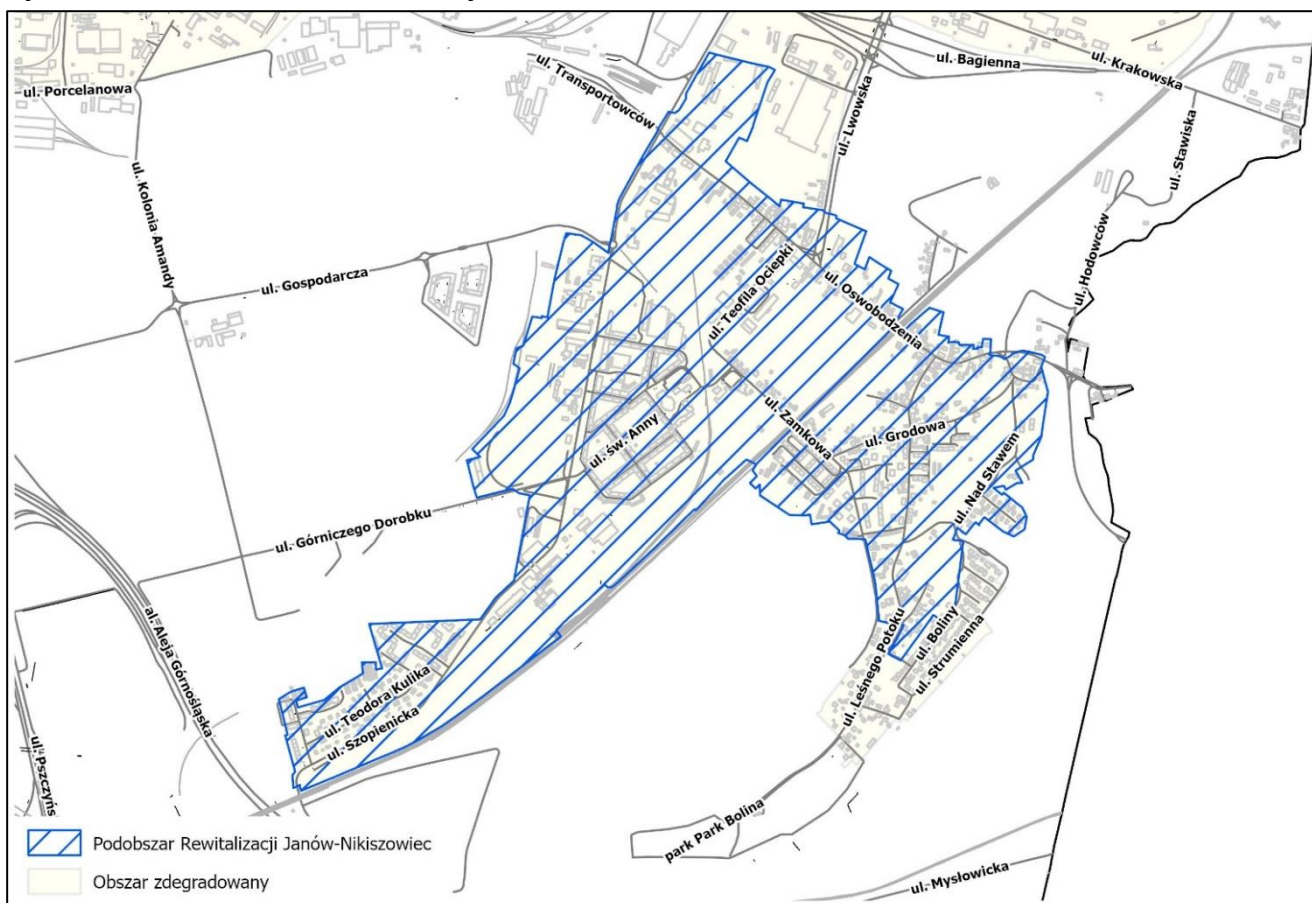 ul. Transportowców
ul. Bagienna
ul. Krakowska
ul. Porcelanowa
ul. Lwowska
ul. Stawiska
ul. Kolonia Amandy
ul. Hodowców
ul. Gospodarcza
ul. Teofila Ociepki
ul. Oswobodzenia
ul. Zamkowa
ul. Grodowa
ul. św. Anny
ul. Nad Stawem
ul. Górniczego Dorobku
al. Aleja Górnośląska
ul. Boliny
ul. Strumienna
ul. Leśnego Potoku
ul. Teodora Kulika
ul. Szopienicka
ul. Pszczyńs
park Park Bolina
ul. Mysłowicka
Podobszar Rewitalizacji Janów-Nikiszowiec
Obszar zdegradowany